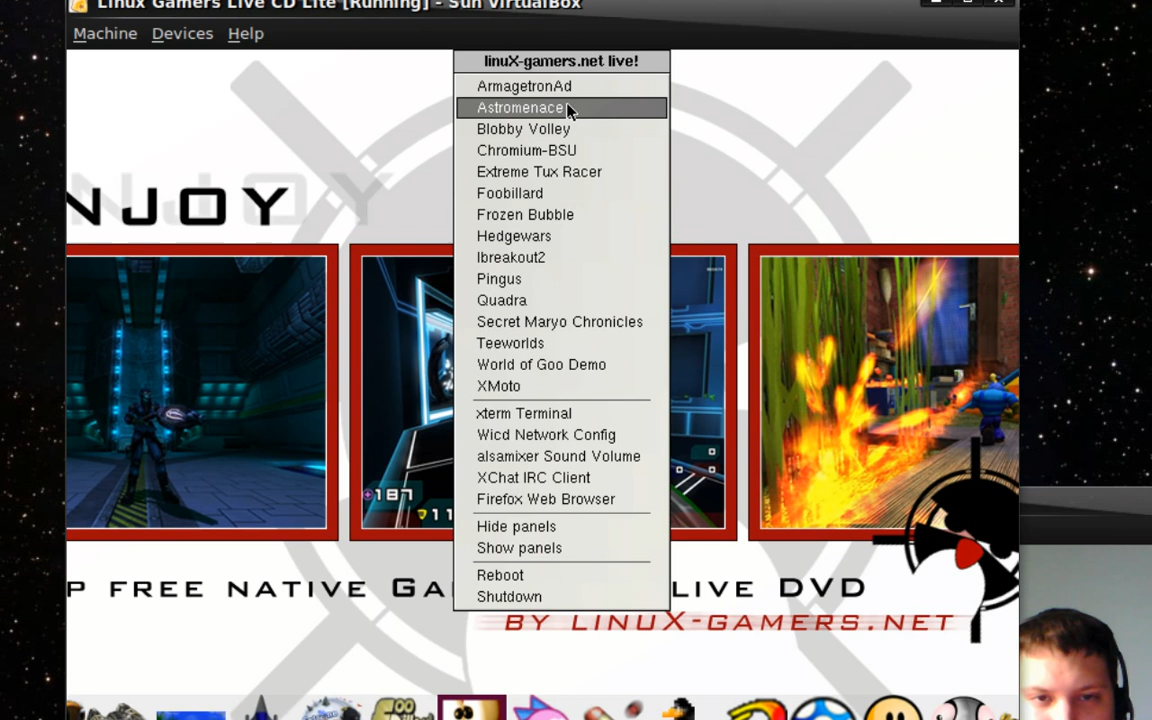 Linux Gamers Live CD Lite [Running] - Sun VirtualBox
Machine Devices Help
linuX-gamers.net live!
ArmagetronAd
Astromenace
Blobby Volley
Chromium-BSU
Extreme Tux Racer
Foobillard
Frozen Bubble
Hedgewars
lbreakout2
Pingus
Quadra
Secret Maryo Chronicles
Teeworlds
World of Goo Demo
XMoto
xterm Terminal
Wicd Network Config
alsamixer Sound Volume
XChat IRC Client
Firefox Web Browser
Hide panels
Show panels
Reboot
Shutdown
NJOY
187
11
P FREE NATIVE GA LIVE DVD
BY LINUX-GAMERS.NET